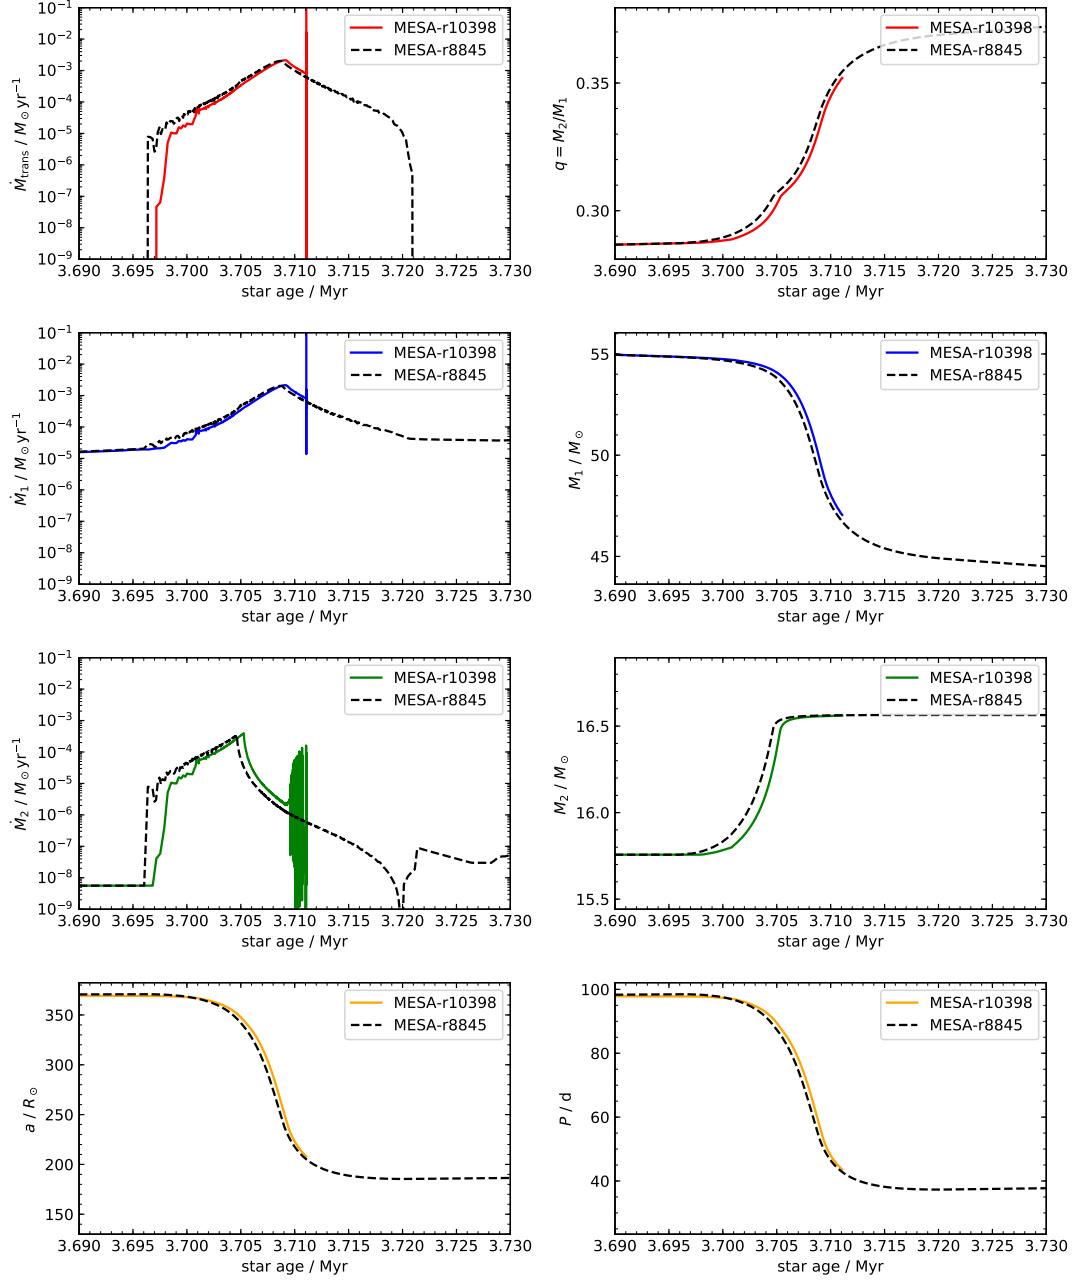 10⁻¹
10⁻²
10⁻³
10⁻⁴
10⁻⁵
10⁻⁶
10⁻⁷
10⁻⁸
10⁻⁹
Ṁtrans / M⊙ yr⁻¹
MESA-r10398
MESA-r8845
3.690 3.695 3.700 3.705 3.710 3.715 3.720 3.725 3.730
star age / Myr
0.35
0.30
q = M₂/M₁
MESA-r10398
MESA-r8845
3.690 3.695 3.700 3.705 3.710 3.715 3.720 3.725 3.730
star age / Myr
10⁻¹
10⁻²
10⁻³
10⁻⁴
10⁻⁵
10⁻⁶
10⁻⁷
10⁻⁸
10⁻⁹
Ṁ₁ / M⊙ yr⁻¹
MESA-r10398
MESA-r8845
3.690 3.695 3.700 3.705 3.710 3.715 3.720 3.725 3.730
star age / Myr
55
50
45
M₁ / M⊙
MESA-r10398
MESA-r8845
3.690 3.695 3.700 3.705 3.710 3.715 3.720 3.725 3.730
star age / Myr
10⁻¹
10⁻²
10⁻³
10⁻⁴
10⁻⁵
10⁻⁶
10⁻⁷
10⁻⁸
10⁻⁹
Ṁ₂ / M⊙ yr⁻¹
MESA-r10398
MESA-r8845
3.690 3.695 3.700 3.705 3.710 3.715 3.720 3.725 3.730
star age / Myr
16.5
16.0
15.5
M₂ / M⊙
MESA-r10398
MESA-r8845
3.690 3.695 3.700 3.705 3.710 3.715 3.720 3.725 3.730
star age / Myr
350
300
250
200
150
a / R⊙
MESA-r10398
MESA-r8845
3.690 3.695 3.700 3.705 3.710 3.715 3.720 3.725 3.730
star age / Myr
100
80
60
40
P / d
MESA-r10398
MESA-r8845
3.690 3.695 3.700 3.705 3.710 3.715 3.720 3.725 3.730
star age / Myr